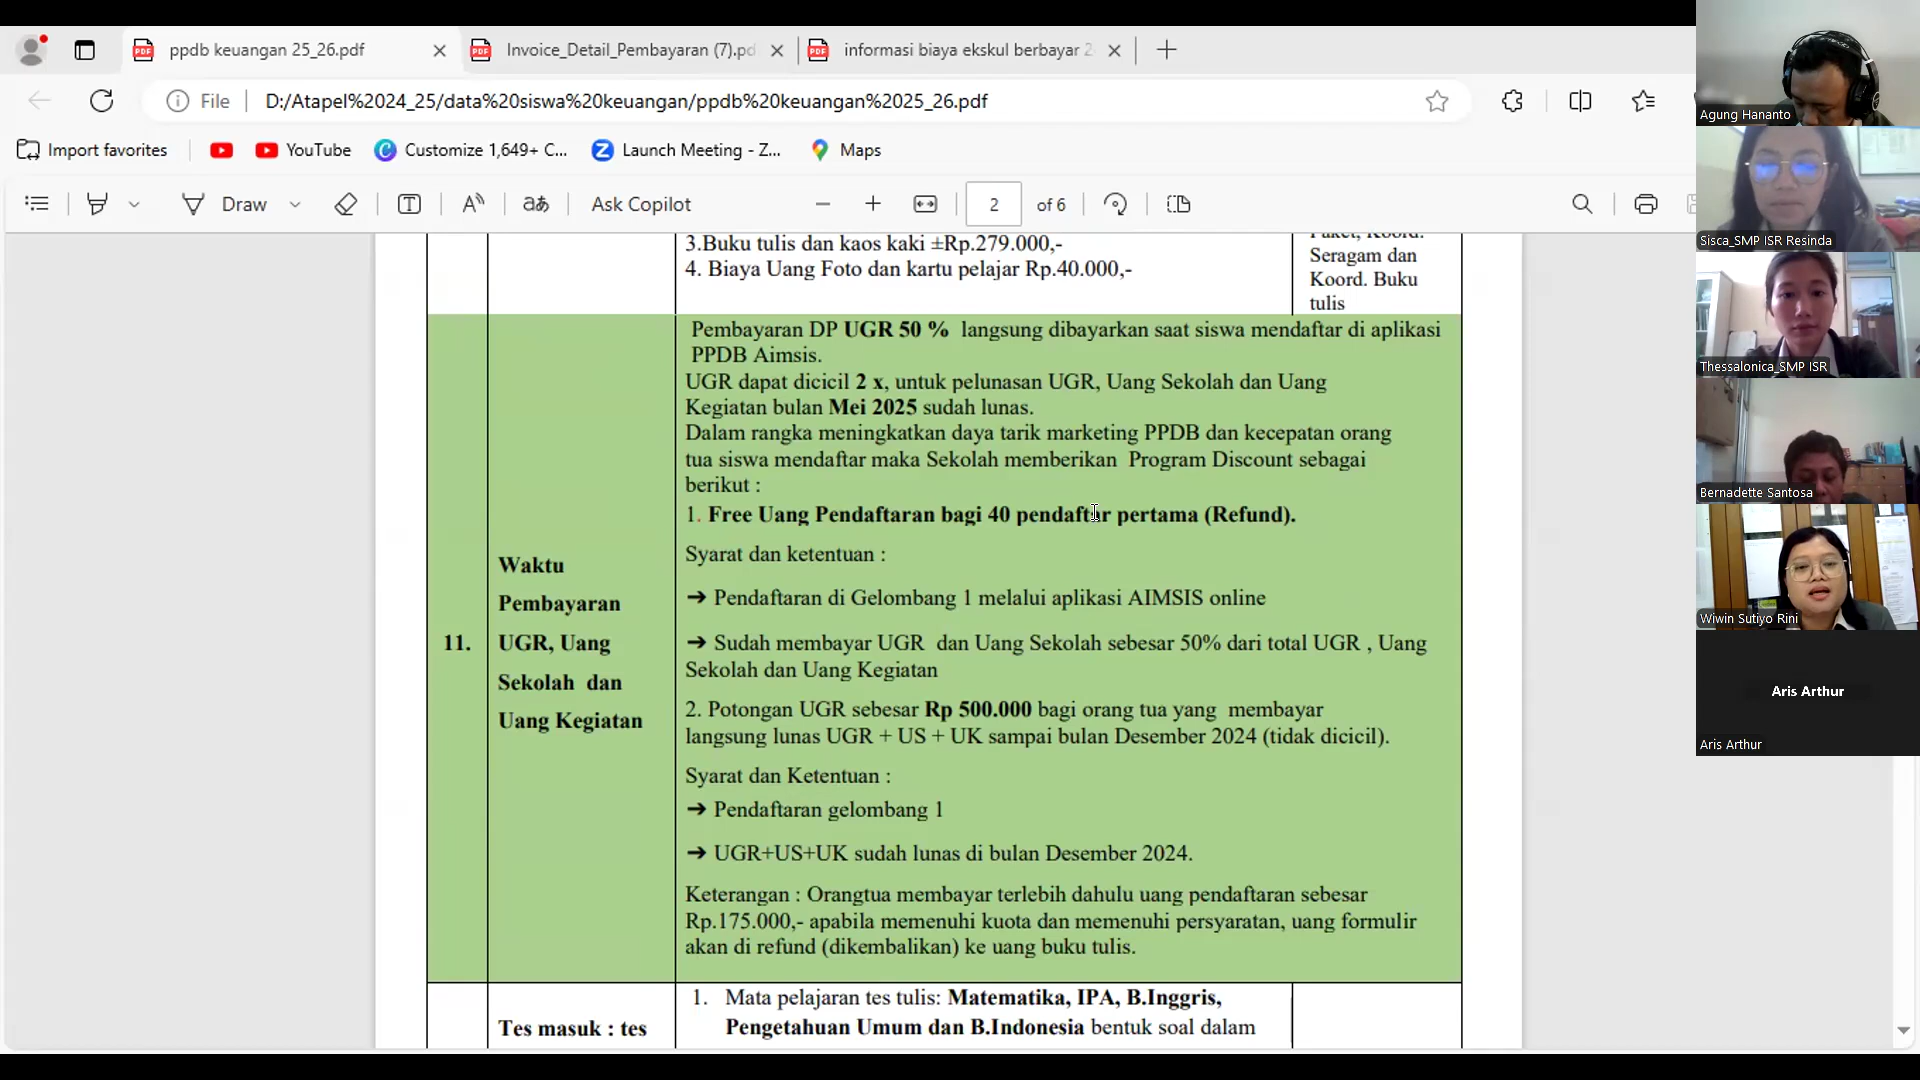 ppdb keuangan 25_26.pdf
Invoice_Detail_Pembayaran (7).pd
informasi biaya ekskul berbayar 2
File
D:/Atapel%2024_25/data%20siswa%20keuangan/ppdb%20keuangan%2025_26.pdf
Import favorites
YouTube
Customize 1,649+ C...
Launch Meeting - Z...
Maps
Draw
Ask Copilot
2
of 6
3.Buku tulis dan kaos kaki ±Rp.279.000,-
4. Biaya Uang Foto dan kartu pelajar Rp.40.000,-
Paket, Koord.
Seragam dan
Koord. Buku
tulis
11.
Waktu
Pembayaran
UGR, Uang
Sekolah dan
Uang Kegiatan
Pembayaran DP UGR 50 % langsung dibayarkan saat siswa mendaftar di aplikasi
PPDB Aimsis.
UGR dapat dicicil 2 x, untuk pelunasan UGR, Uang Sekolah dan Uang
Kegiatan bulan Mei 2025 sudah lunas.
Dalam rangka meningkatkan daya tarik marketing PPDB dan kecepatan orang
tua siswa mendaftar maka Sekolah memberikan Program Discount sebagai
berikut :
1. Free Uang Pendaftaran bagi 40 pendaftar pertama (Refund).
Syarat dan ketentuan :
➔ Pendaftaran di Gelombang 1 melalui aplikasi AIMSIS online
➔ Sudah membayar UGR dan Uang Sekolah sebesar 50% dari total UGR , Uang
Sekolah dan Uang Kegiatan
2. Potongan UGR sebesar Rp 500.000 bagi orang tua yang membayar
langsung lunas UGR + US + UK sampai bulan Desember 2024 (tidak dicicil).
Syarat dan Ketentuan :
➔ Pendaftaran gelombang 1
➔ UGR+US+UK sudah lunas di bulan Desember 2024.
Keterangan : Orangtua membayar terlebih dahulu uang pendaftaran sebesar
Rp.175.000,- apabila memenuhi kuota dan memenuhi persyaratan, uang formulir
akan di refund (dikembalikan) ke uang buku tulis.
Tes masuk : tes
1. Mata pelajaran tes tulis: Matematika, IPA, B.Inggris,
Pengetahuan Umum dan B.Indonesia bentuk soal dalam
Agung Hananto
Sisca_SMP ISR Resinda
Thessalonica_SMP ISR
Bernadette Santosa
Wiwin Sutiyo Rini
Aris Arthur
Aris Arthur